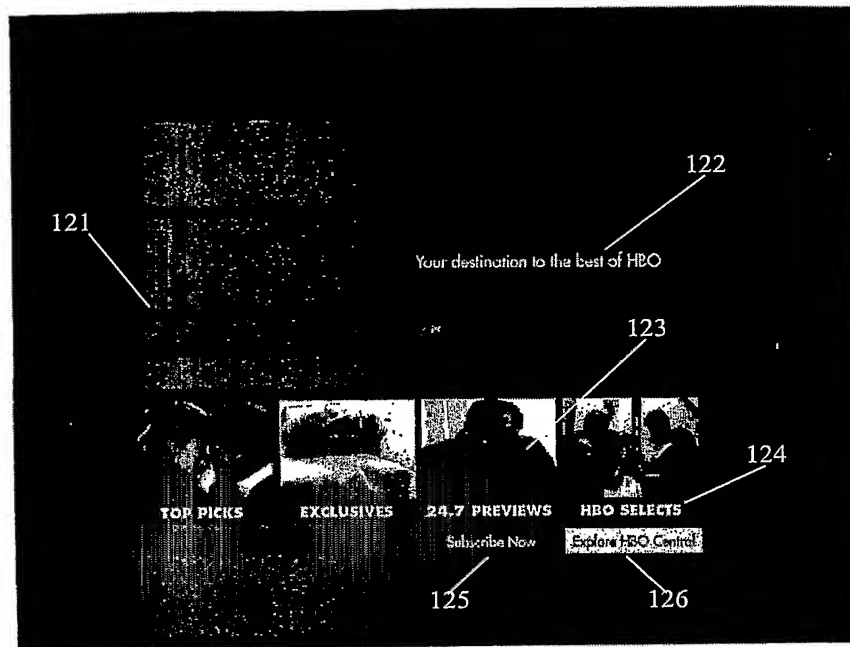 122
121
Your destination to the best of HBO
123
124
TOP PICKS EXCLUSIVES 24.7 PREVIEWS HBO SELECTS
Subscribe Now Explore HBO Central
125 126